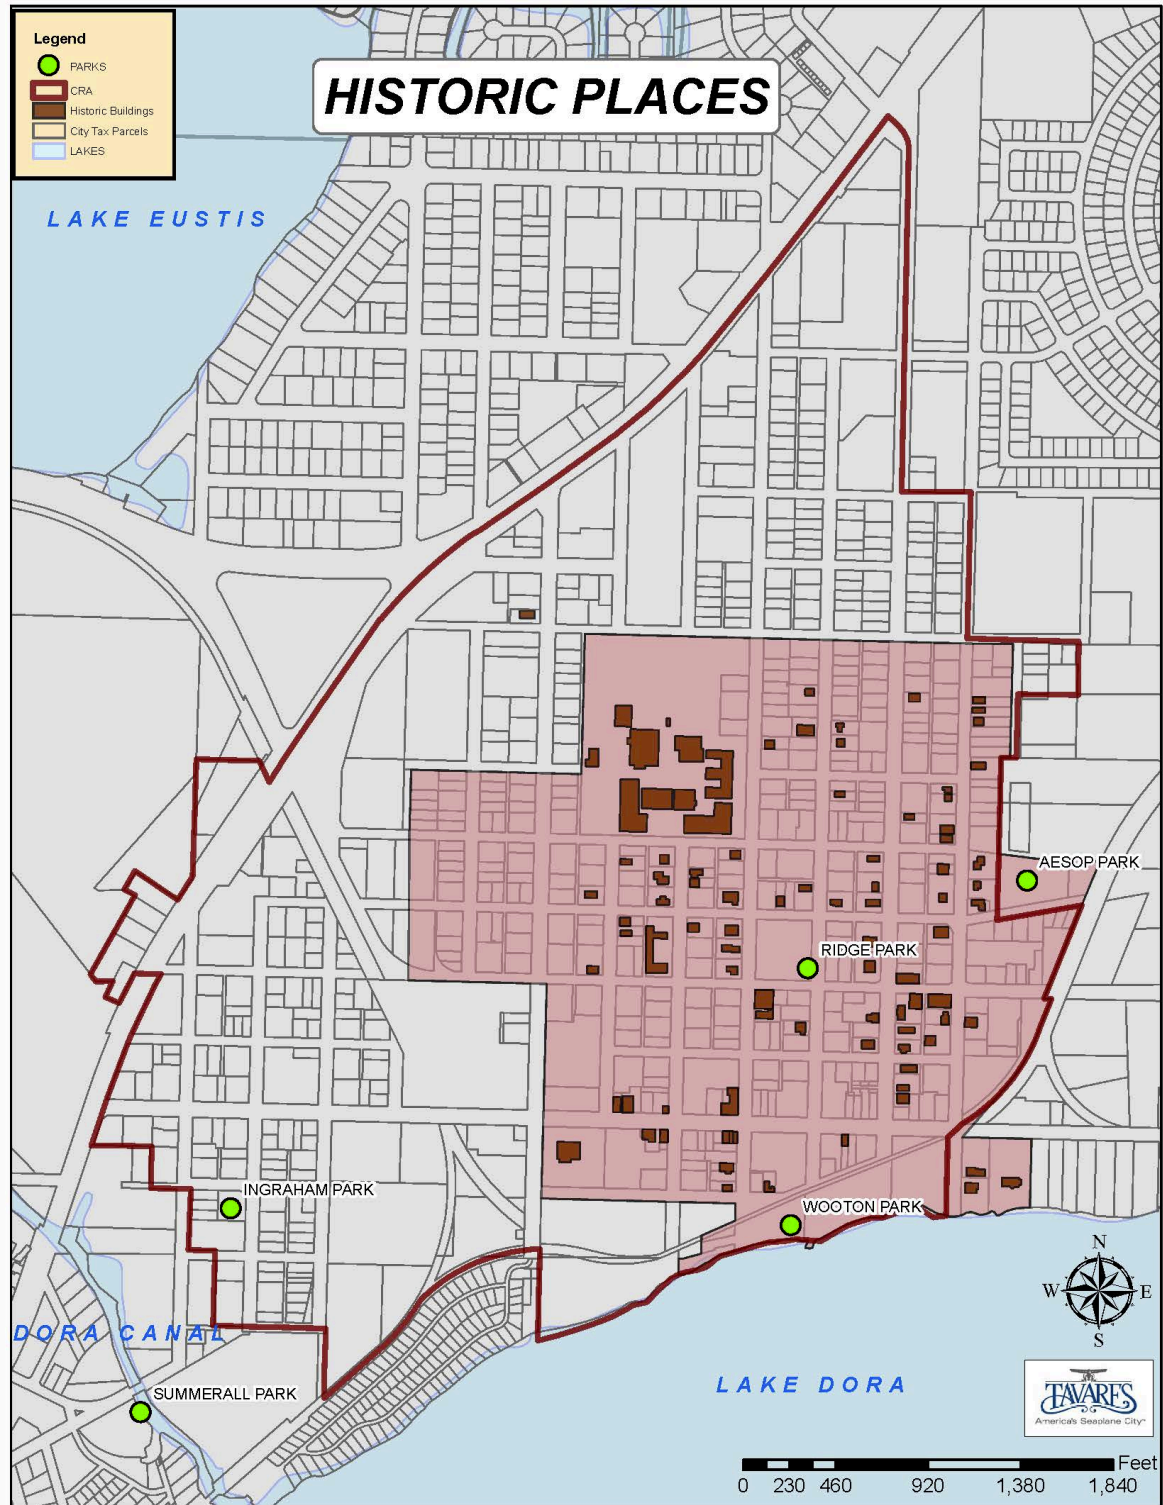 Legend
PARKS
CRA
Historic Buildings
City Tax Parcels
LAKES
HISTORIC PLACES
LAKE EUSTIS
AESOP PARK
RIDGE PARK
INGRAHAM PARK
WOOTON PARK
N
W E
S
DORA CANAL
LAKE DORA
SUMMERALL PARK
TAVARES
America's Seaplane City
Feet
0 230 460 920 1,380 1,840